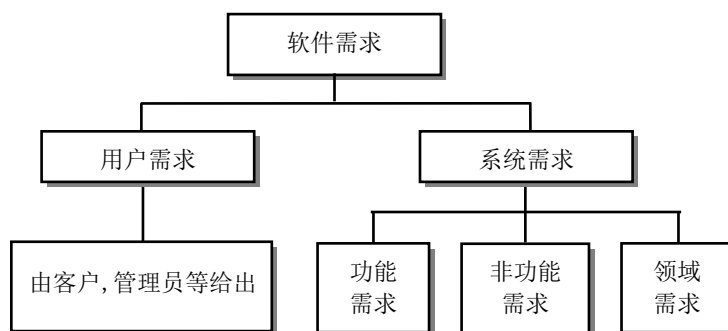 软件需求
用户需求
系统需求
由客户,管理员等给出
功能
需求
非功能
需求
领域
需求